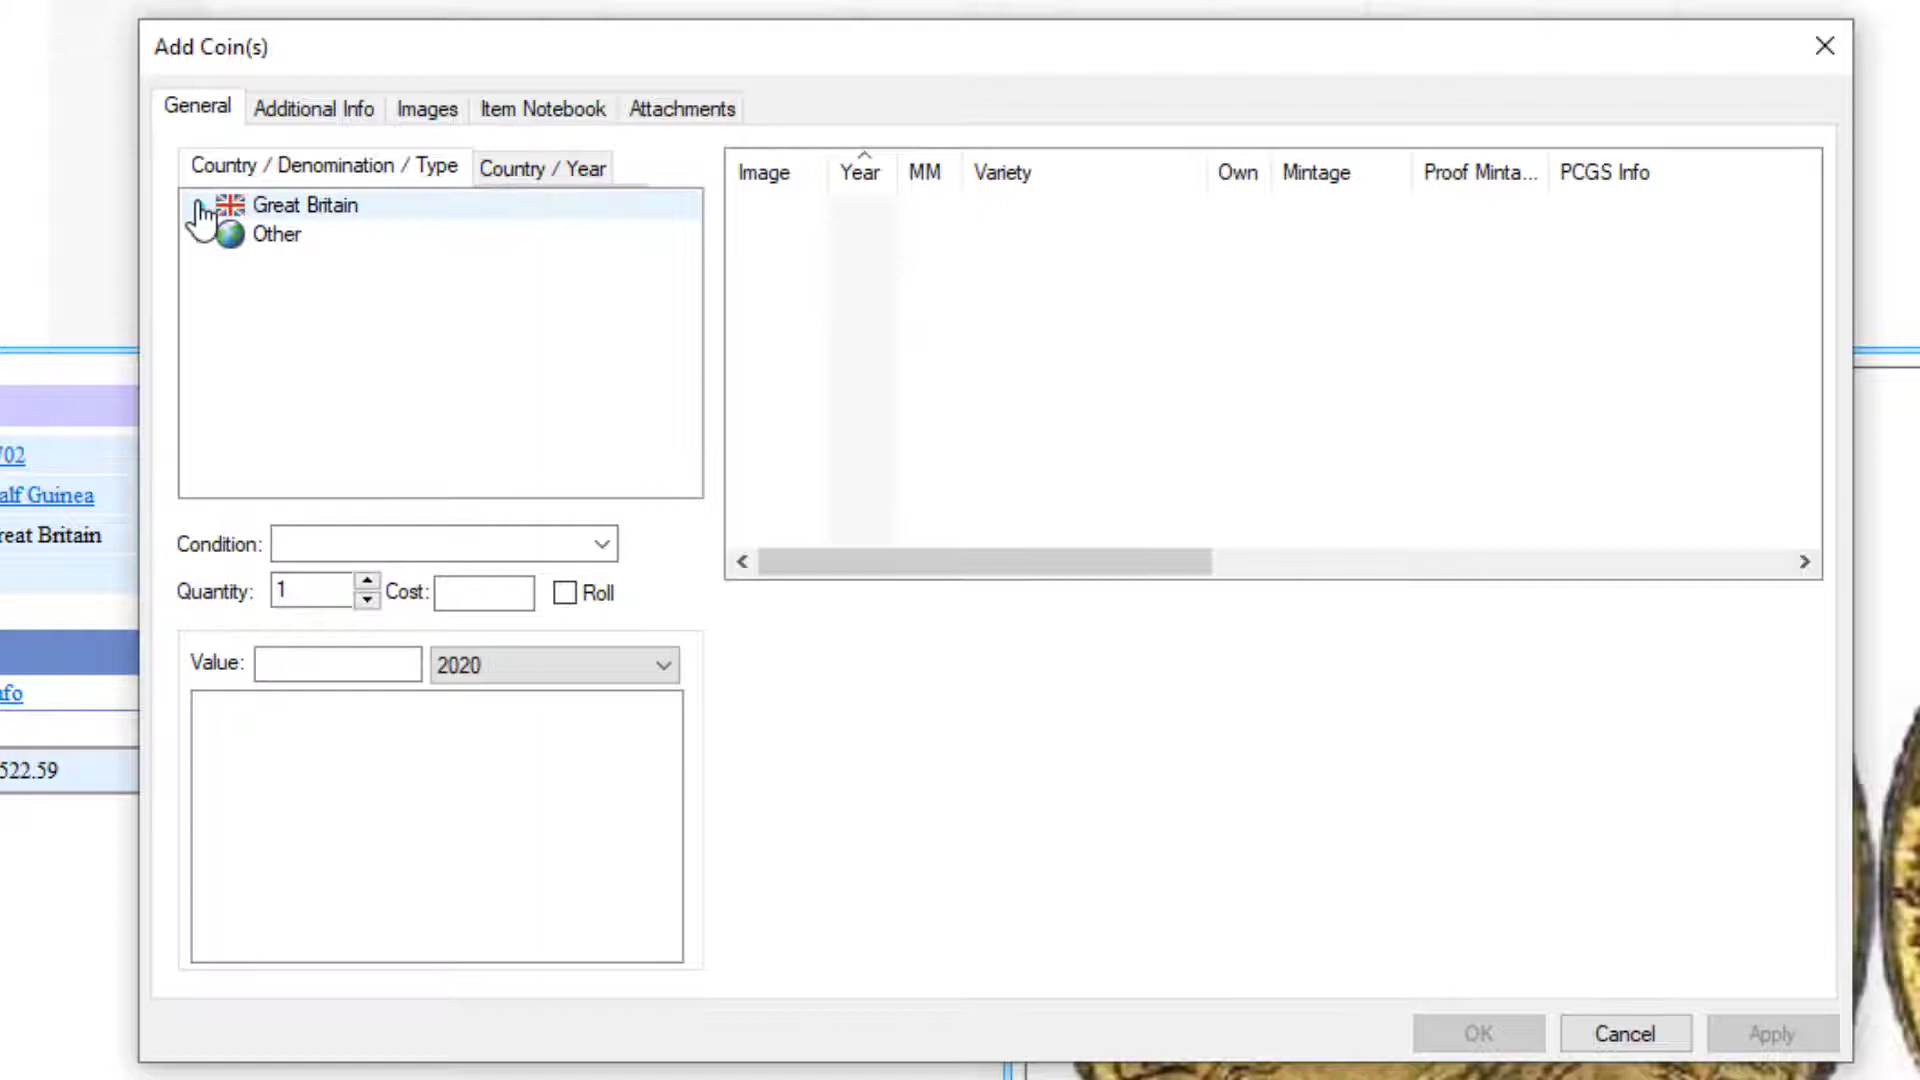 Add Coin(s)
General Additional Info Images Item Notebook Attachments
Country / Denomination / Type Country / Year
Great Britain
Other
Image Year MM Variety Own Mintage Proof Minta... PCGS Info
Condition:
Quantity: 1 Cost: Roll
Value: 2020
OK Cancel Apply
702
alf Guinea
reat Britain
nfo
522.59